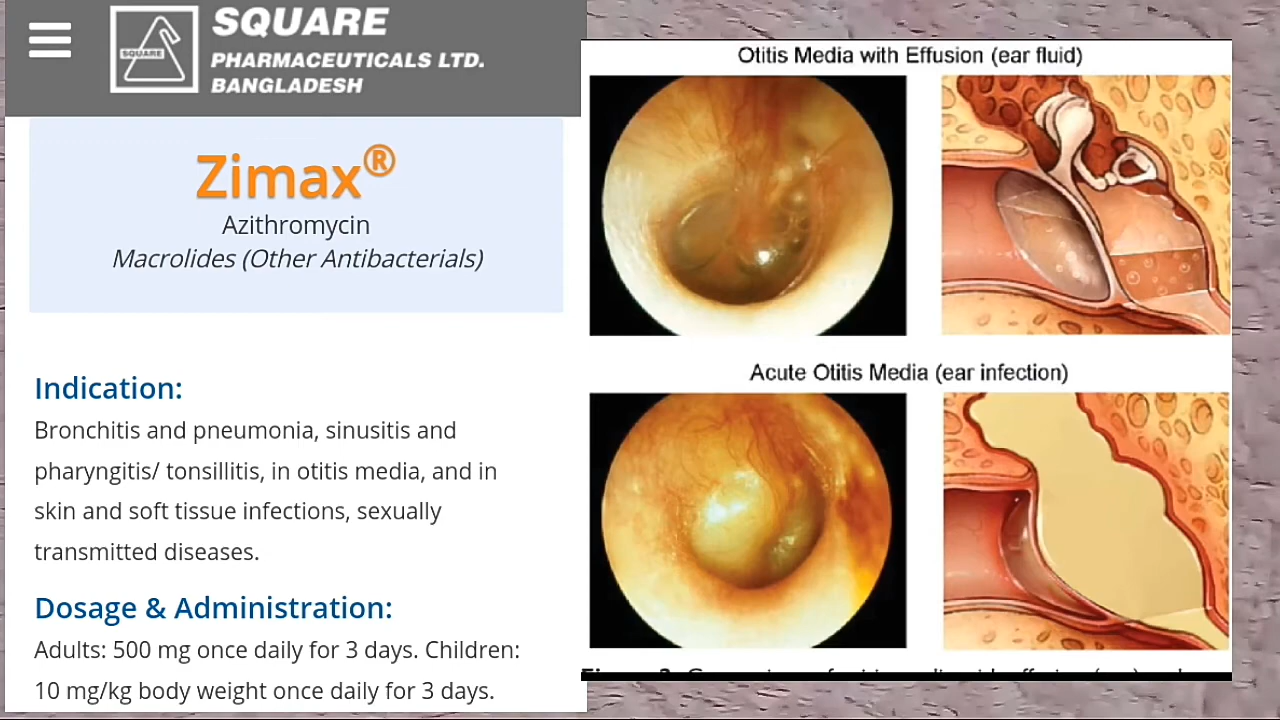 SQUARE
PHARMACEUTICALS LTD.
BANGLADESH
SQUARE
Zimax®
Azithromycin
Macrolides (Other Antibacterials)
Indication:
Bronchitis and pneumonia, sinusitis and
pharyngitis/ tonsillitis, in otitis media, and in
skin and soft tissue infections, sexually
transmitted diseases.
Dosage & Administration:
Adults: 500 mg once daily for 3 days. Children:
10 mg/kg body weight once daily for 3 days.
Otitis Media with Effusion (ear fluid)
Acute Otitis Media (ear infection)